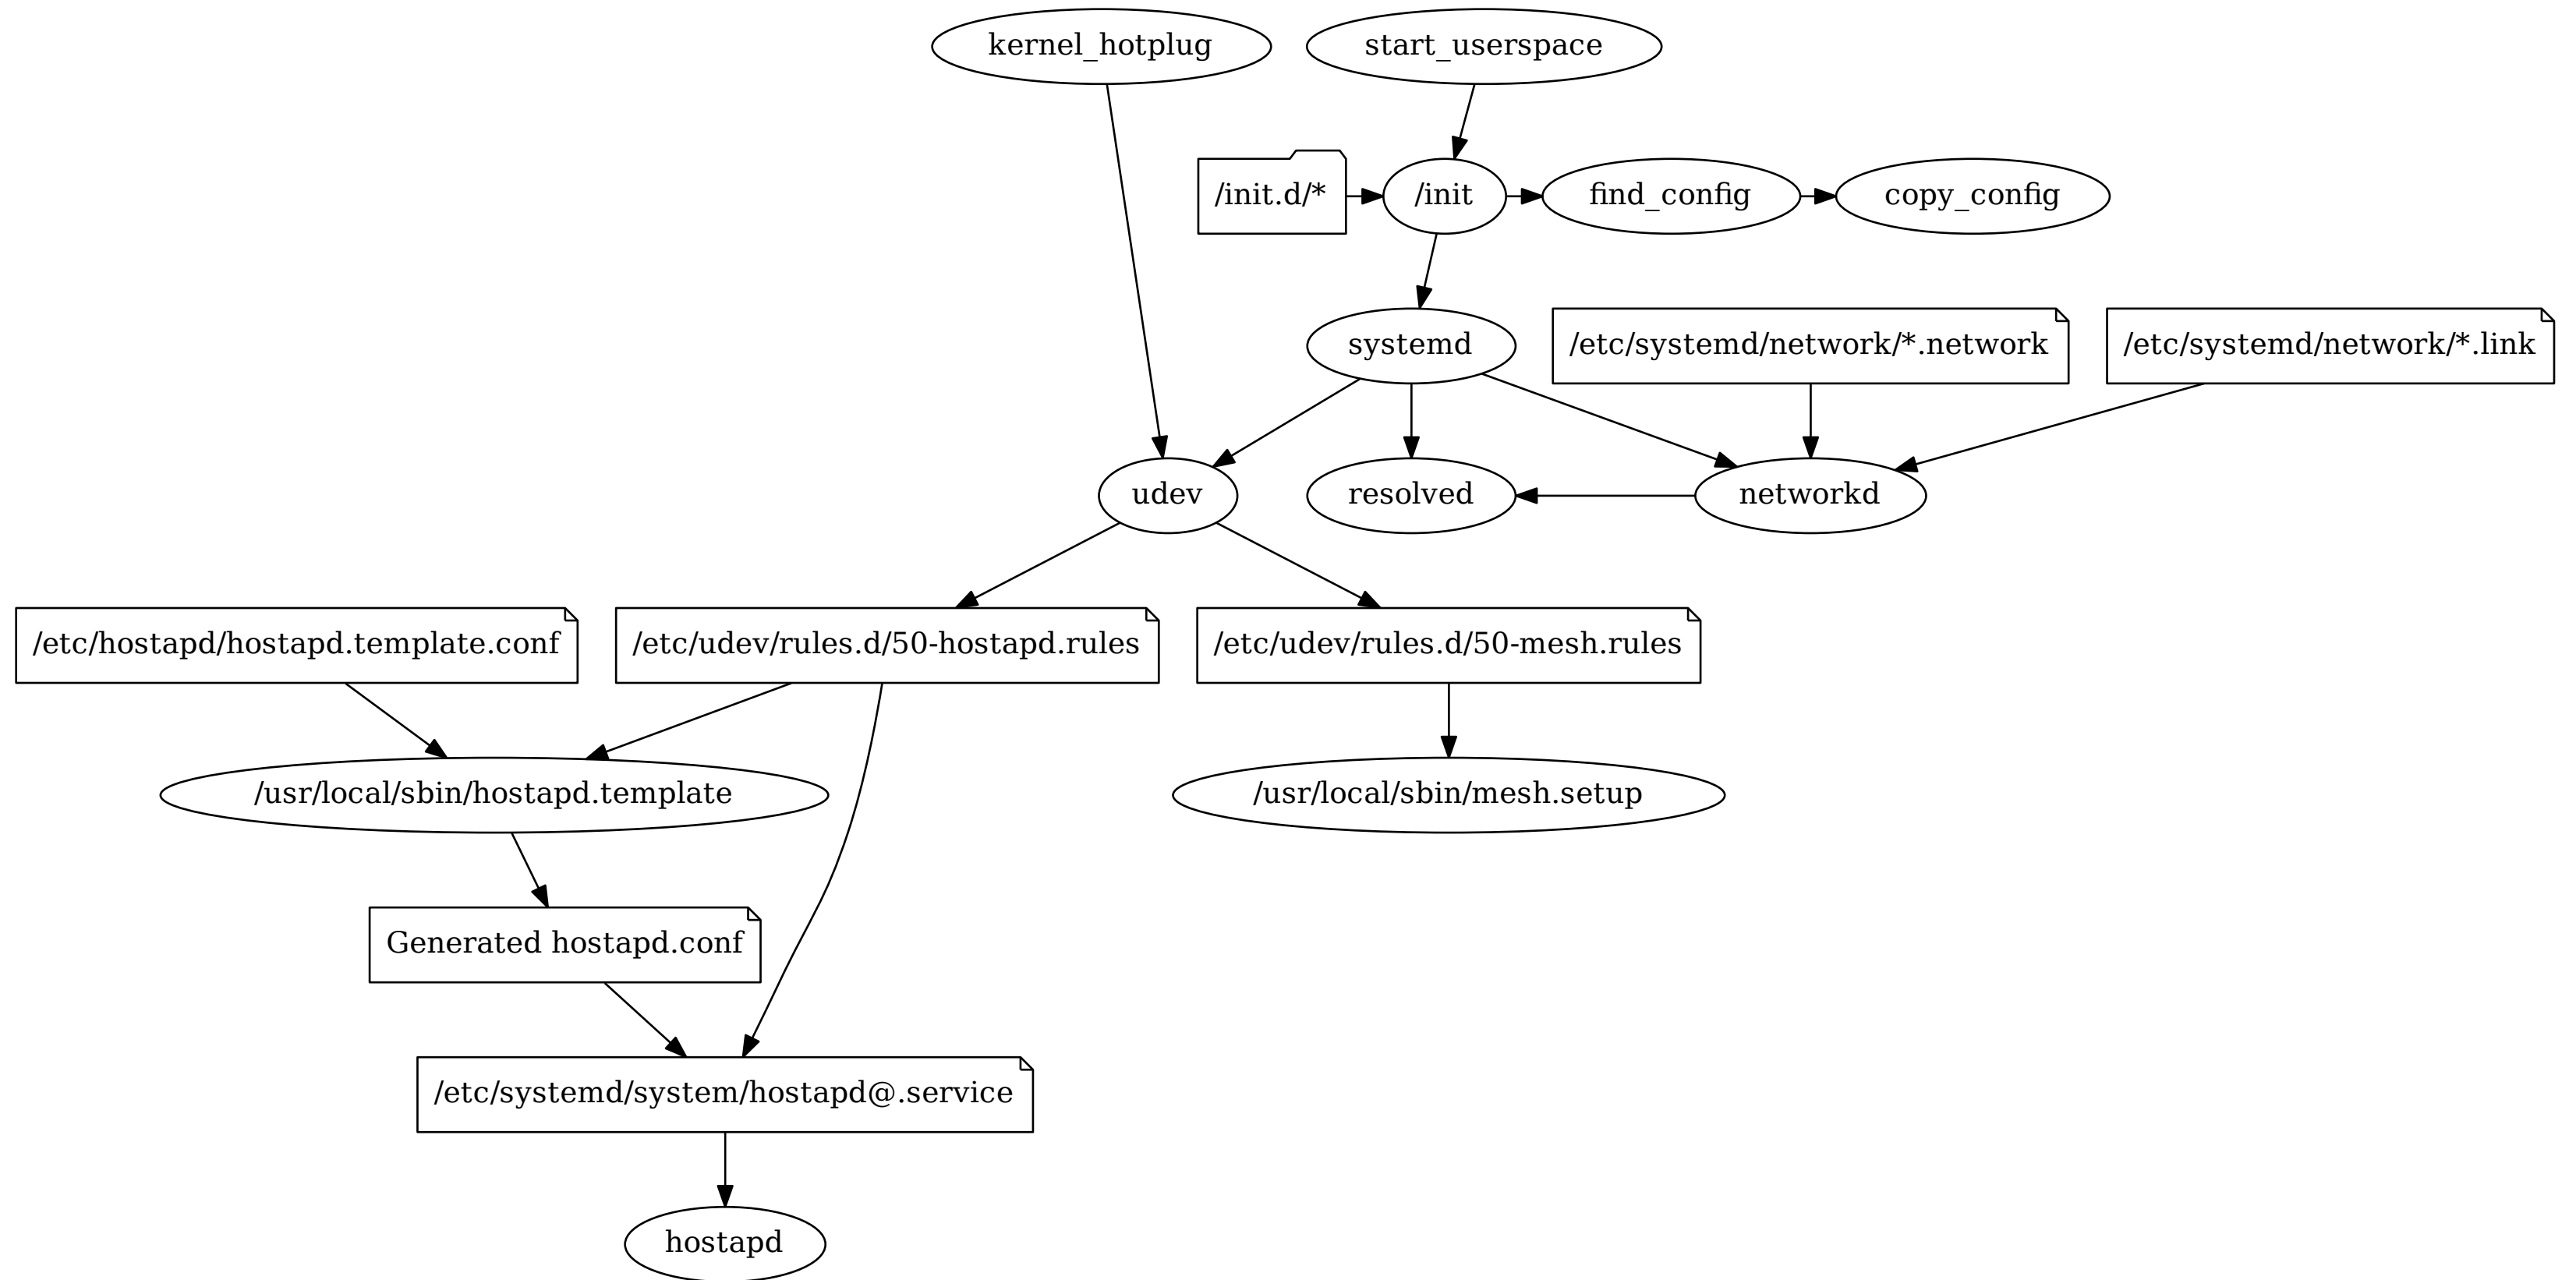 kernel_hotplug
start_userspace
/init.d/*
/init
find_config
copy_config
systemd
/etc/systemd/network/*.network
/etc/systemd/network/*.link
udev
resolved
networkd
/etc/hostapd/hostapd.template.conf
/etc/udev/rules.d/50-hostapd.rules
/etc/udev/rules.d/50-mesh.rules
/usr/local/sbin/hostapd.template
/usr/local/sbin/mesh.setup
Generated hostapd.conf
/etc/systemd/system/hostapd@.service
hostapd